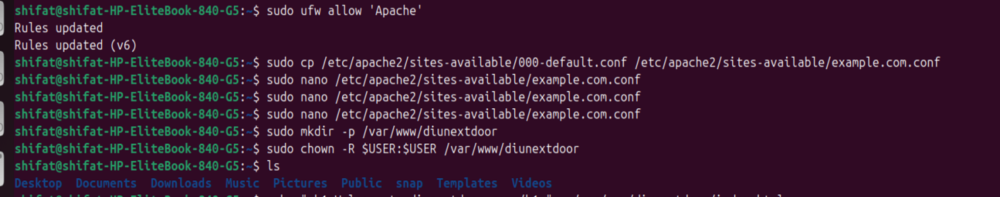 shifat@shifat-HP-EliteBook-840-G5:~$ sudo ufw allow 'Apache'
Rules updated
Rules updated (v6)
shifat@shifat-HP-EliteBook-840-G5:~$ sudo cp /etc/apache2/sites-available/000-default.conf /etc/apache2/sites-available/example.com.conf
shifat@shifat-HP-EliteBook-840-G5:~$ sudo nano /etc/apache2/sites-available/example.com.conf
shifat@shifat-HP-EliteBook-840-G5:~$ sudo nano /etc/apache2/sites-available/example.com.conf
shifat@shifat-HP-EliteBook-840-G5:~$ sudo nano /etc/apache2/sites-available/example.com.conf
shifat@shifat-HP-EliteBook-840-G5:~$ sudo mkdir -p /var/www/diunextdoor
shifat@shifat-HP-EliteBook-840-G5:~$ sudo chown -R $USER:$USER /var/www/diunextdoor
shifat@shifat-HP-EliteBook-840-G5:~$ ls
Desktop Documents Downloads Music Pictures Public snap Templates Videos